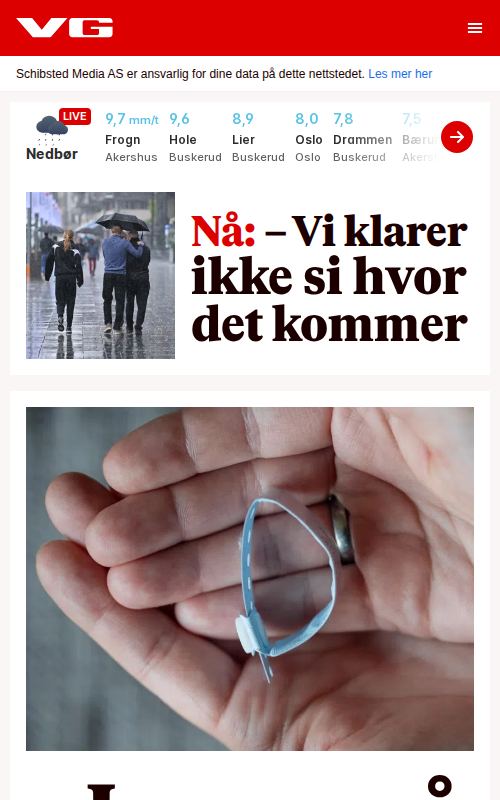 VG
Schibsted Media AS er ansvarlig for dine data på dette nettstedet. Les mer her
LIVE
Nedbør
9,7 mm/t 9,6 8,9 8,0 7,8 7,5
Frogn Hole Lier Oslo Drammen
Akershus Buskerud Buskerud Oslo Buskerud
Nå: – Vi klarer
ikke si hvor
det kommer